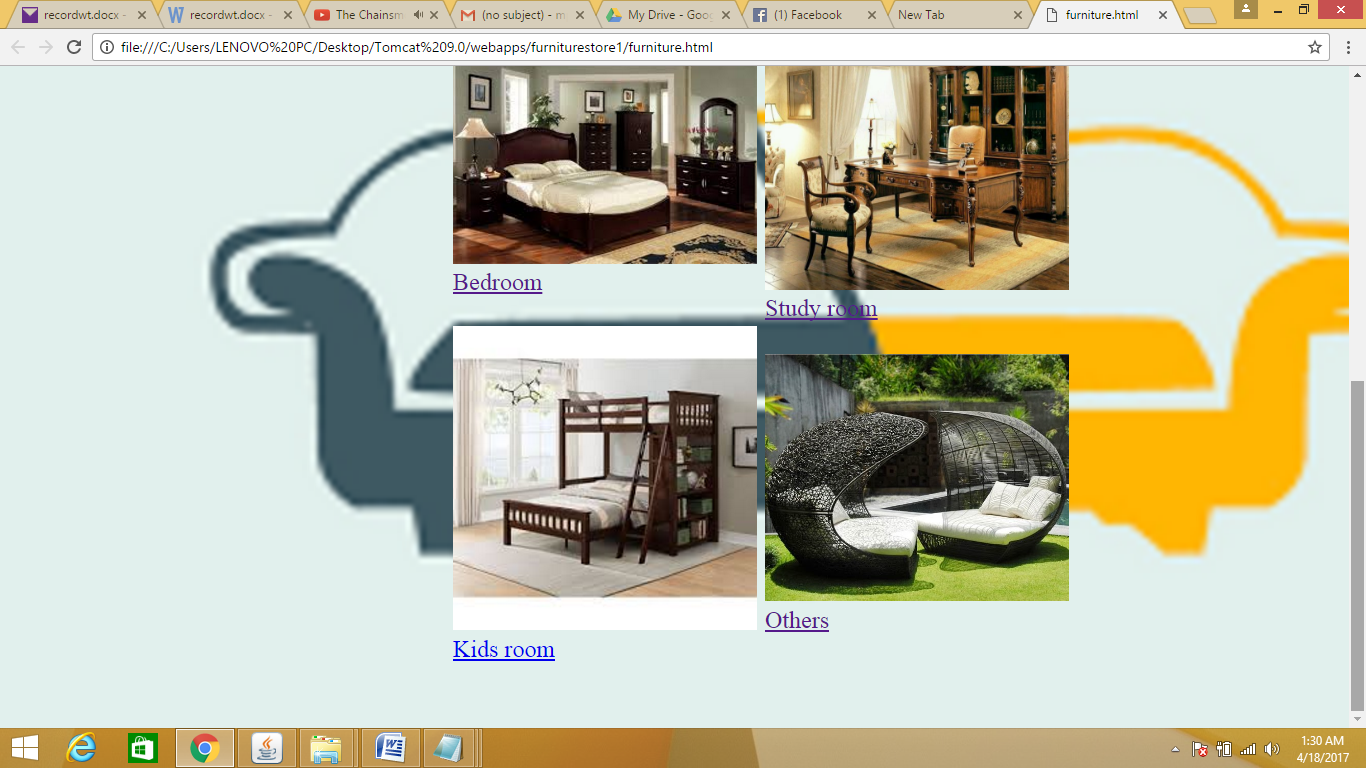 recordwt.docx -
recordwt.docx -
The Chainsm
(no subject) - m
My Drive - Goo
(1) Facebook
New Tab
furniture.html
file:///C:/Users/LENOVO%20PC/Desktop/Tomcat%209.0/webapps/furniturestore1/furniture.html
Bedroom
Study room
Kids room
Others
1:30 AM
4/18/2017